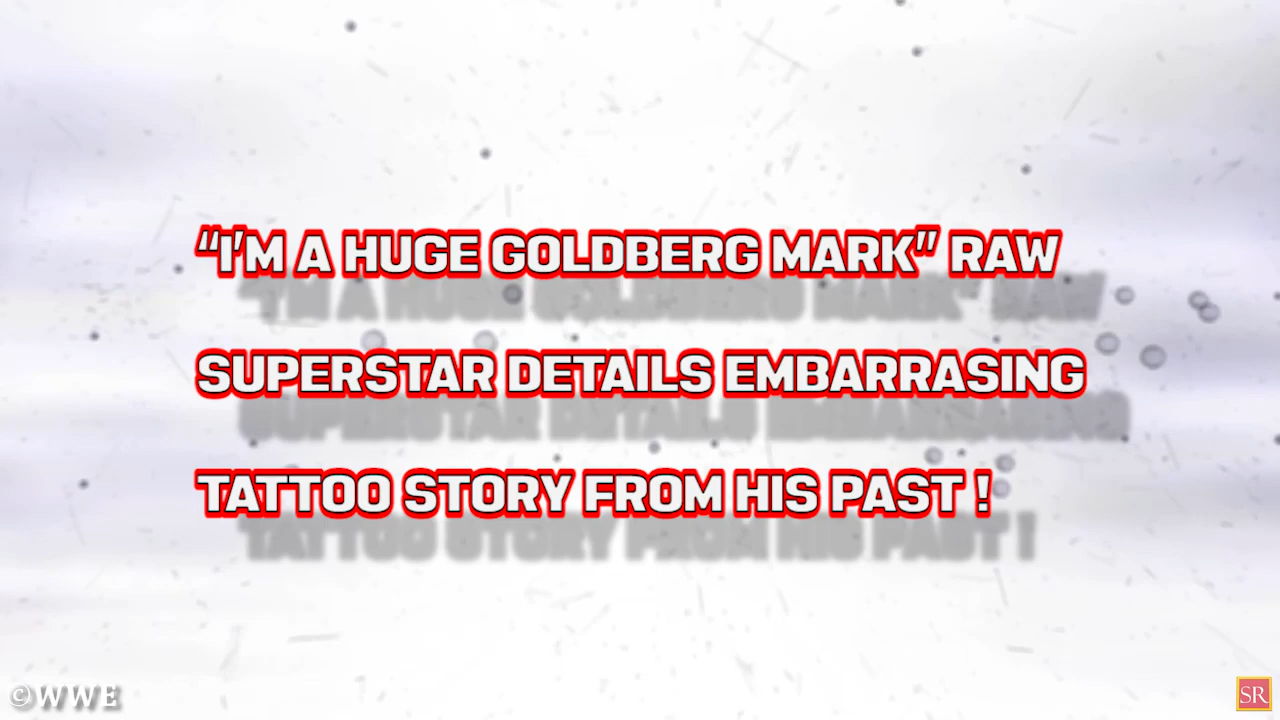 “I'M A HUGE GOLDBERG MARK” RAW
SUPERSTAR DETAILS EMBARRASING
TATTOO STORY FROM HIS PAST !
©WWE
SR